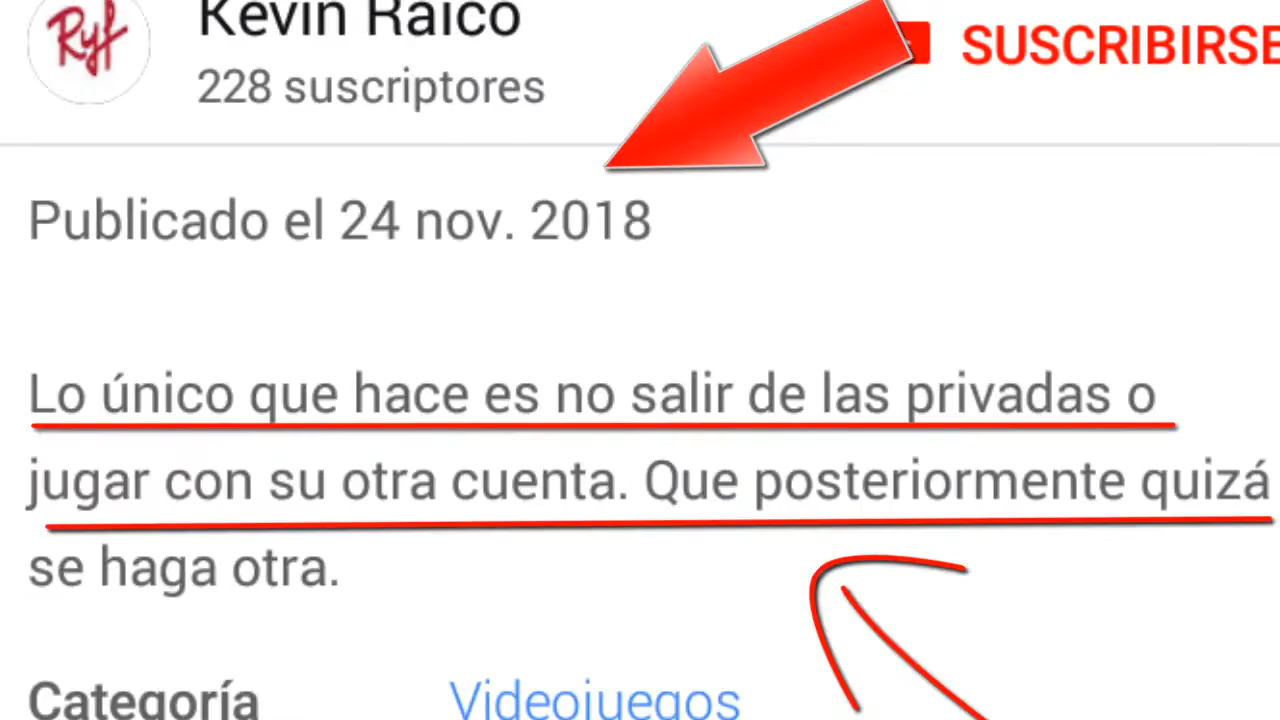 Ryf
Kevin Raico
228 suscriptores
SUSCRIBIRSE
Publicado el 24 nov. 2018
Lo único que hace es no salir de las privadas o
jugar con su otra cuenta. Que posteriormente quizá
se haga otra.
Categoría
Videojuegos